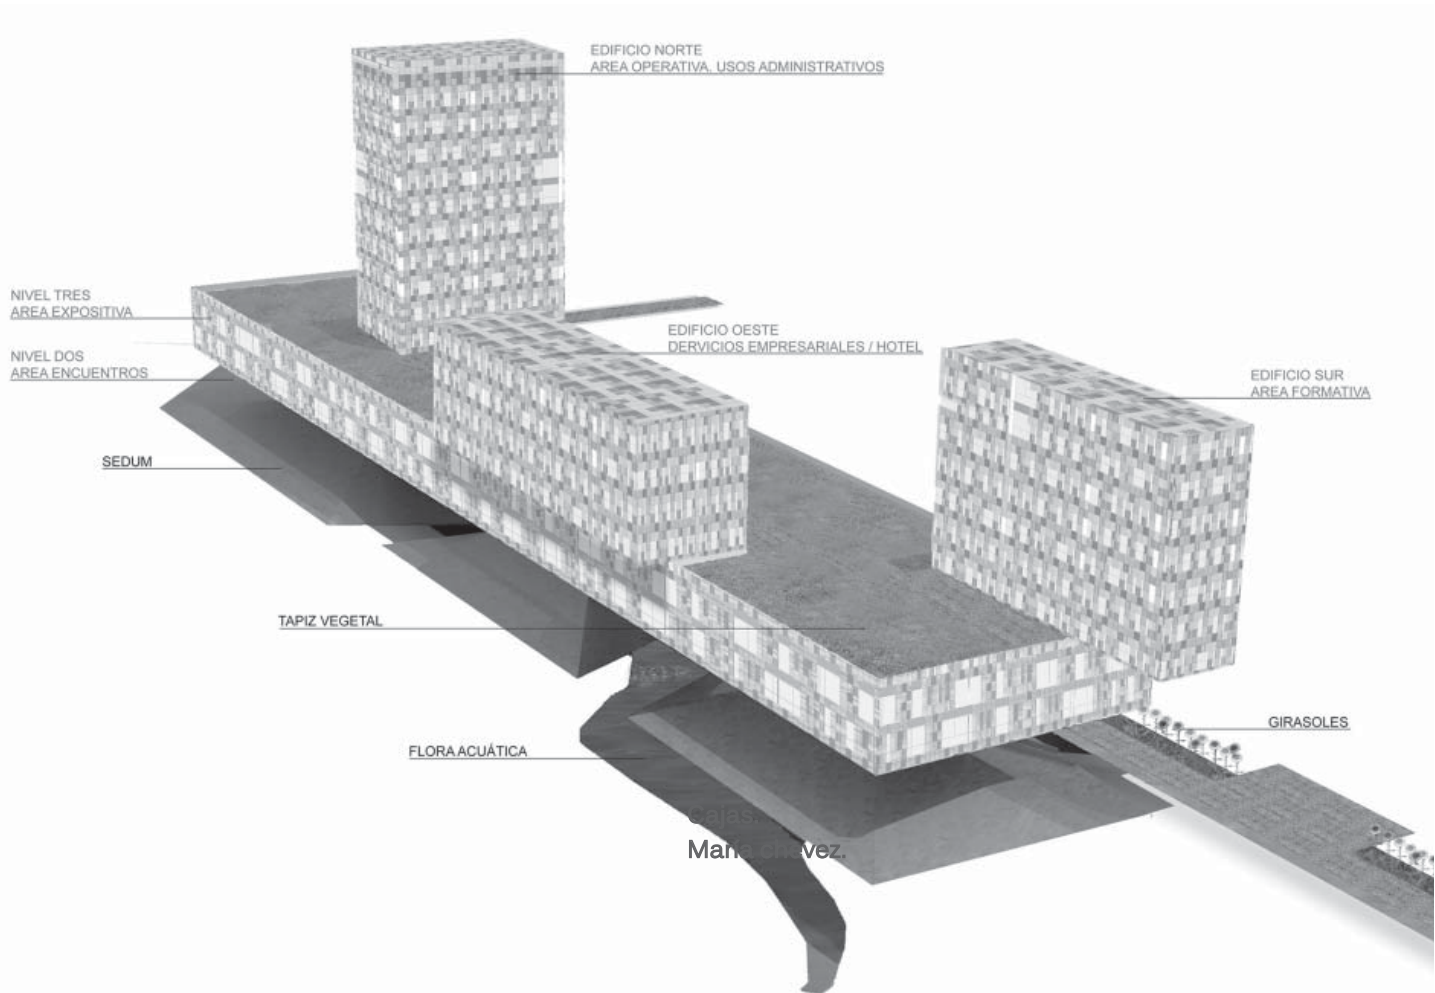 EDIFICIO NORTE
AREA OPERATIVA. USOS ADMINISTRATIVOS
NIVEL TRES
AREA EXPOSITIVA
EDIFICIO OESTE
DERVICIOS EMPRESARIALES / HOTEL
NIVEL DOS
AREA ENCUENTROS
EDIFICIO SUR
AREA FORMATIVA
SEDUM
TAPIZ VEGETAL
GIRASOLES
FLORA ACUÁTICA
Cajas.